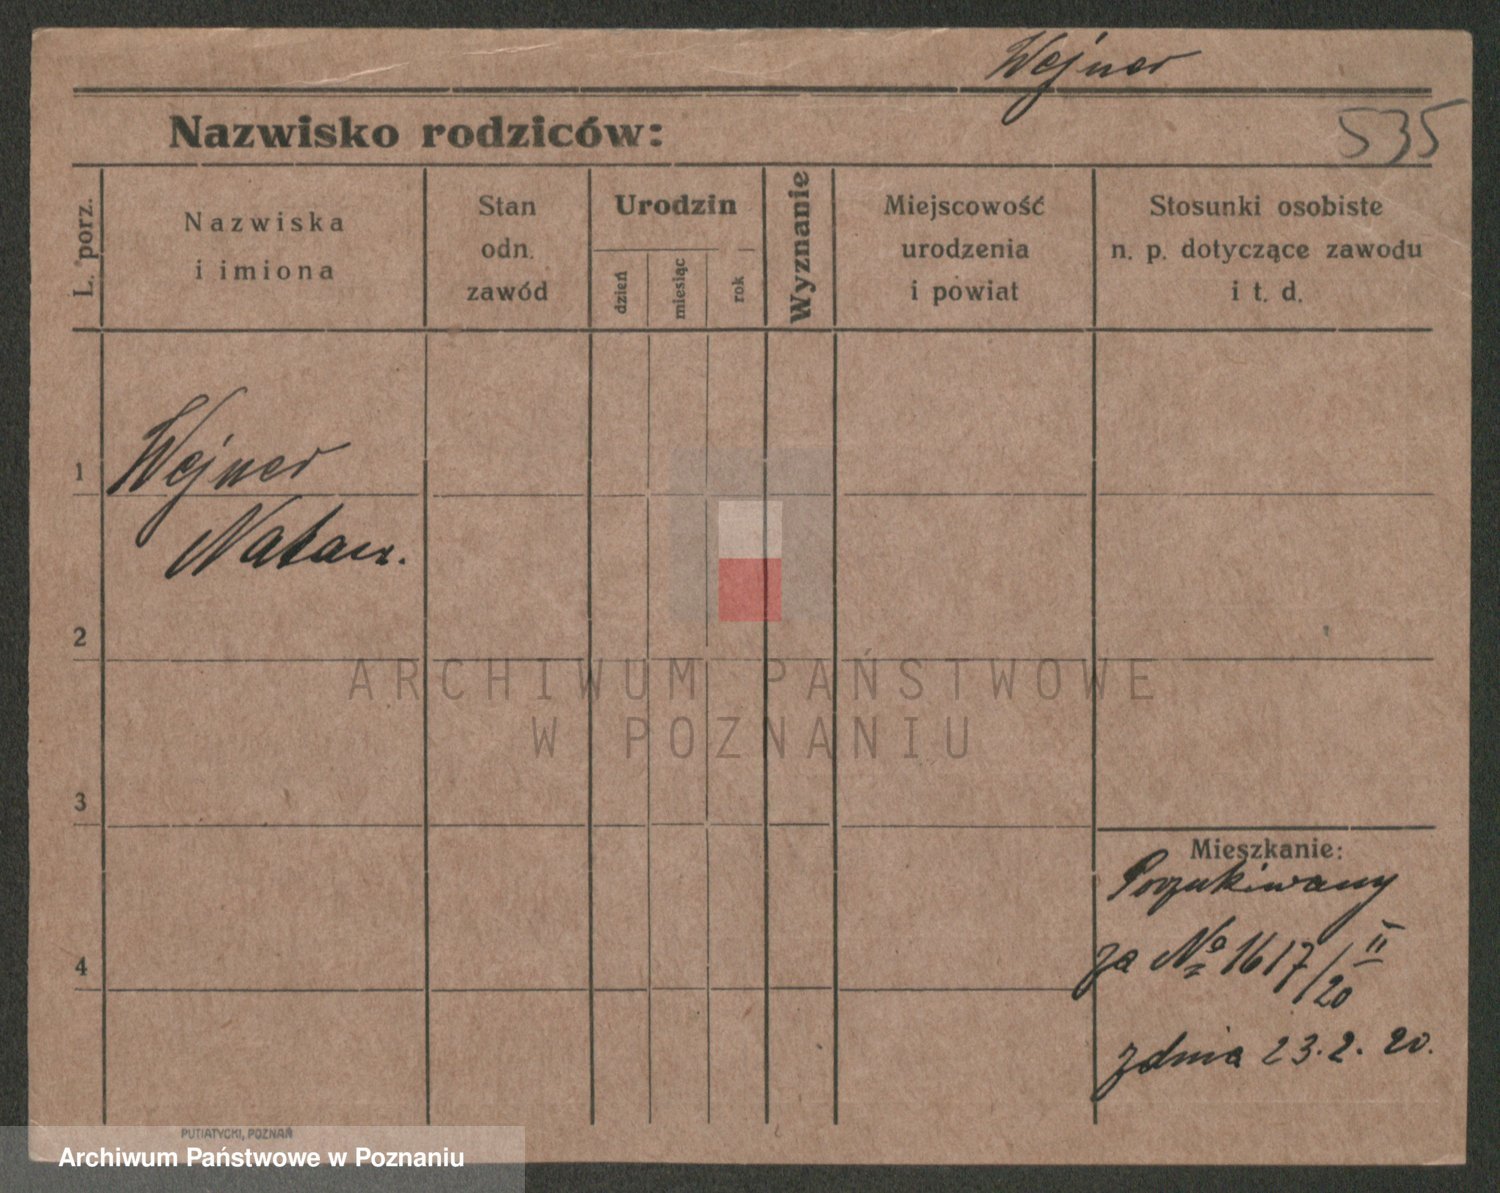 Wejner
Nazwisko rodziców:
535
L. porz.
Nazwiska
i imiona
Stan
odn.
zawód
Urodzin
dzień
miesiąc
rok
Wyznanie
Miejscowość
urodzenia
i powiat
Stosunki osobiste
n. p. dotyczące zawodu
i t. d.
1
Wejner
Natan.
2
ARCHIWUM PAŃSTWOWE
W POZNANIU
3
Mieszkanie:
Poszukiwany
za № 1617/II/20
4
z dnia 23.2.20.
PUTIATYCKI, POZNAŃ
Archiwum Państwowe w Poznaniu